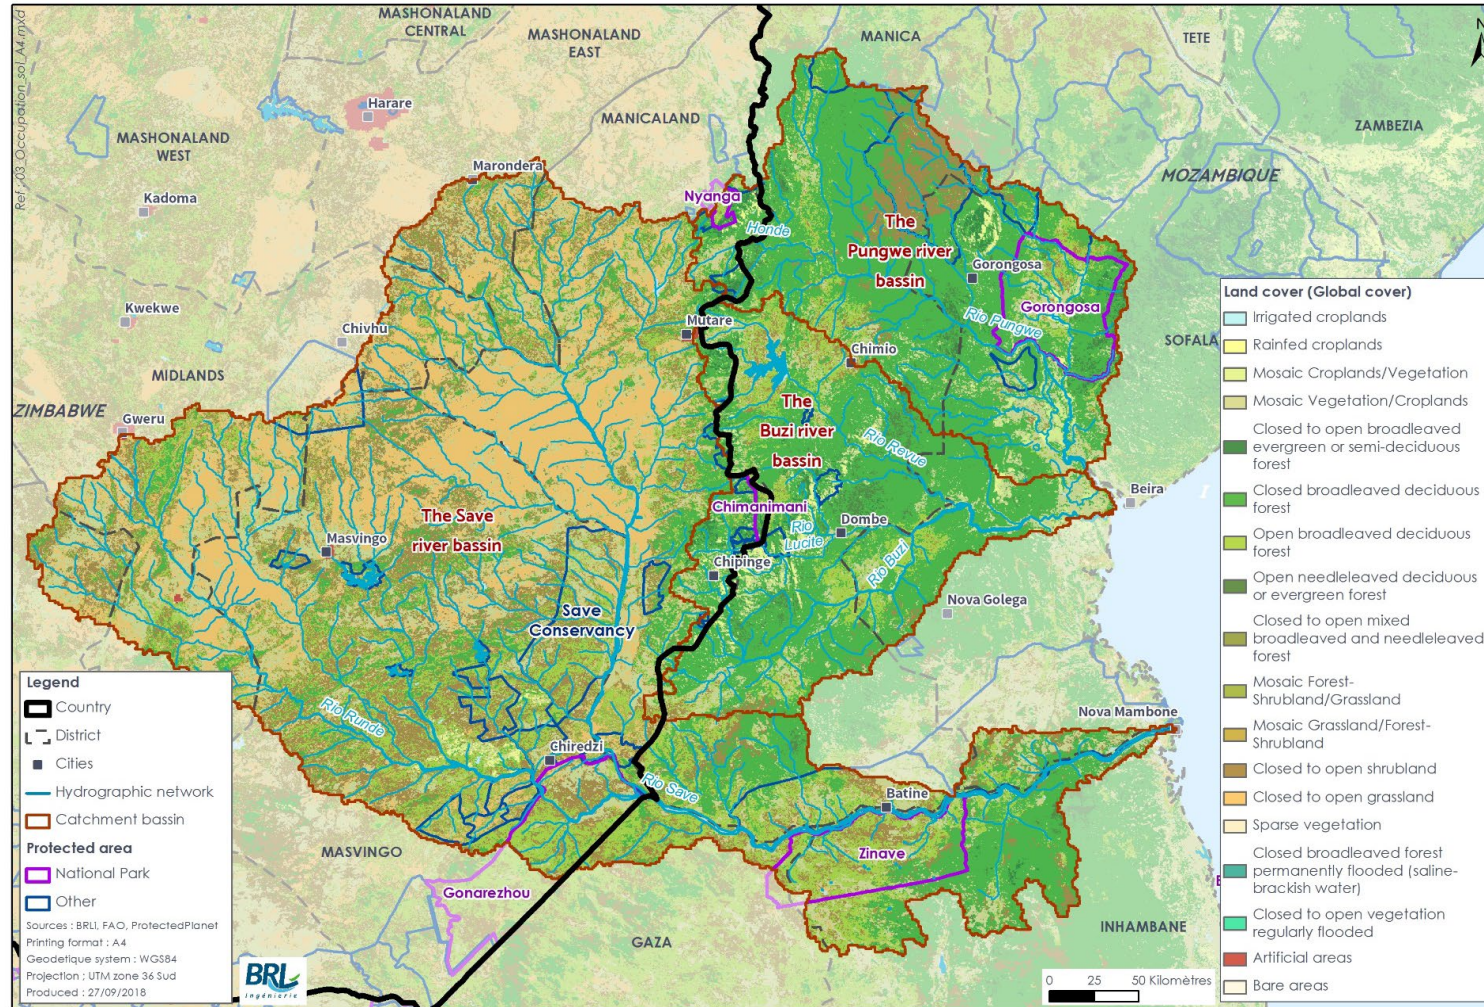 Ref : 03_Occupation_sol_A4.mxd
MASHONALAND
CENTRAL
MASHONALAND
EAST
MANICA
TETE
N
Harare
MANICALAND
ZAMBEZIA
MASHONALAND
WEST
Marondera
MOZAMBIQUE
Kadoma
Nyanga
Honde
The
Pungwe river
bassin
Gorongosa
Gorongosa
Kwekwe
Chivhu
Mutare
Rio Pungwe
SOFALA
Chimio
MIDLANDS
ZIMBABWE
Gweru
The
Buzi river
bassin
Rio Revue
Beira
The Save
river bassin
Masvingo
Chimanimani
Rio
Lucite
Dombe
Chipinge
Rio Buzi
Nova Golega
Save
Conservancy
Rio Runde
Nova Mambone
Chiredzi
Rio Save
Batine
MASVINGO
Zinave
Gonarezhou
GAZA
INHAMBANE
Legend
Country
District
Cities
Hydrographic network
Catchment bassin
Protected area
National Park
Other
Sources : BRLI, FAO, ProtectedPlanet
Printing format : A4
Geodetique system : WGS84
Projection : UTM zone 36 Sud
Produced : 27/09/2018
BRL
Ingénierie
0 25 50 Kilomètres
Land cover (Global cover)
Irrigated croplands
Rainfed croplands
Mosaic Croplands/Vegetation
Mosaic Vegetation/Croplands
Closed to open broadleaved
evergreen or semi-deciduous
forest
Closed broadleaved deciduous
forest
Open broadleaved deciduous
forest
Open needleleaved deciduous
or evergreen forest
Closed to open mixed
broadleaved and needleleaved
forest
Mosaic Forest-
Shrubland/Grassland
Mosaic Grassland/Forest-
Shrubland
Closed to open shrubland
Closed to open grassland
Sparse vegetation
Closed broadleaved forest
permanently flooded (saline-
brackish water)
Closed to open vegetation
regularly flooded
Artificial areas
Bare areas